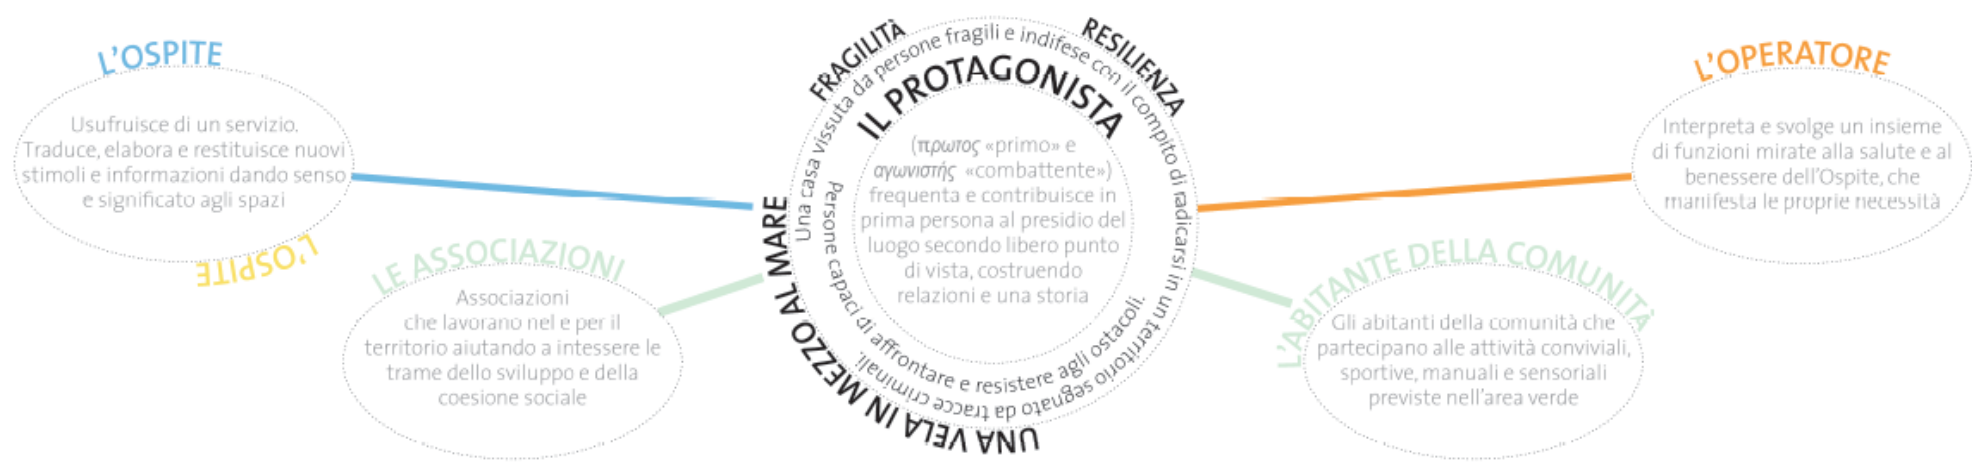 L'OSPITE
Usufruisce di un servizio.
Traduce, elabora e restituisce nuovi
stimoli e informazioni dando senso
e significato agli spazi
L'OSPITE
LE ASSOCIAZIONI
Associazioni
che lavorano nel e per il
territorio aiutando a intessere le
trame dello sviluppo e della
coesione sociale
FRAGILITÀ
RESILIENZA
UNA VELA IN MEZZO AL MARE
Una casa vissuta da persone fragili e indifese con il compito di radicarsi in un territorio segnato da tracce criminali.
Persone capaci di affrontare e resistere agli ostacoli.
IL PROTAGONISTA
(πρωτος «primo» e
αγωνιστής «combattente»)
frequenta e contribuisce in
prima persona al presidio del
luogo secondo libero punto
di vista, costruendo
relazioni e una storia
L'OPERATORE
Interpreta e svolge un insieme
di funzioni mirate alla salute e al
benessere dell'Ospite, che
manifesta le proprie necessità
L'ABITANTE DELLA COMUNITÀ
Gli abitanti della comunità che
partecipano alle attività conviviali,
sportive, manuali e sensoriali
previste nell'area verde